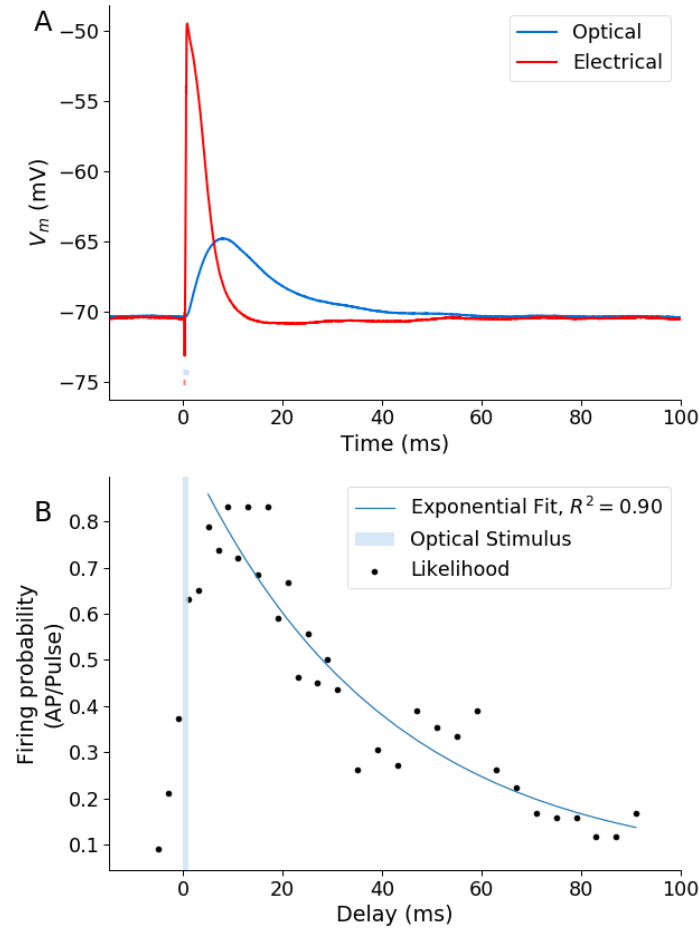 A
Optical
Electrical
−50
−55
−60
−65
−70
−75
V_m (mV)
0 20 40 60 80 100
Time (ms)
B
Exponential Fit, R² = 0.90
Optical Stimulus
Likelihood
0.8
0.7
0.6
0.5
0.4
0.3
0.2
0.1
Firing probability
(AP/Pulse)
0 20 40 60 80 100
Delay (ms)